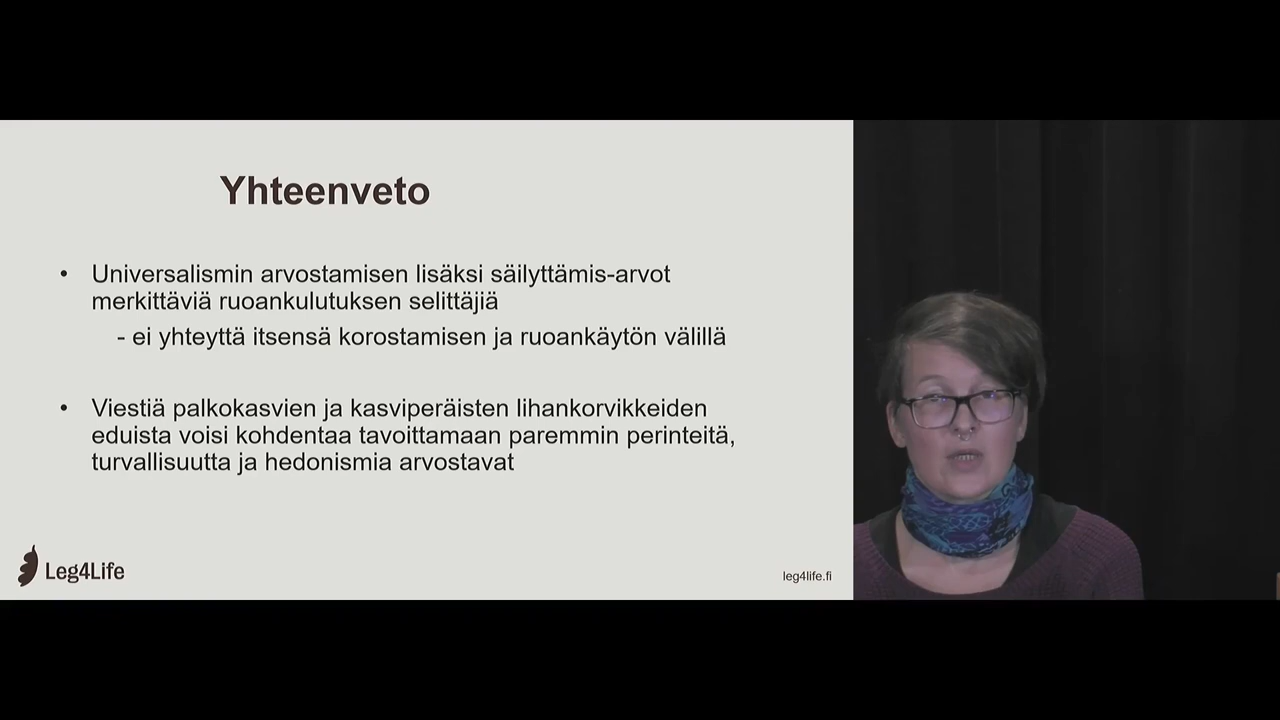 Yhteenveto
• Universalismin arvostamisen lisäksi säilyttämis-arvot
merkittäviä ruoankulutuksen selittäjiä
- ei yhteyttä itsensä korostamisen ja ruoankäytön välillä
• Viestiä palkokasvien ja kasviperäisten lihankorvikkeiden
eduista voisi kohdentaa tavoittamaan paremmin perinteitä,
turvallisuutta ja hedonismia arvostavat
Leg4Life
leg4life.fi